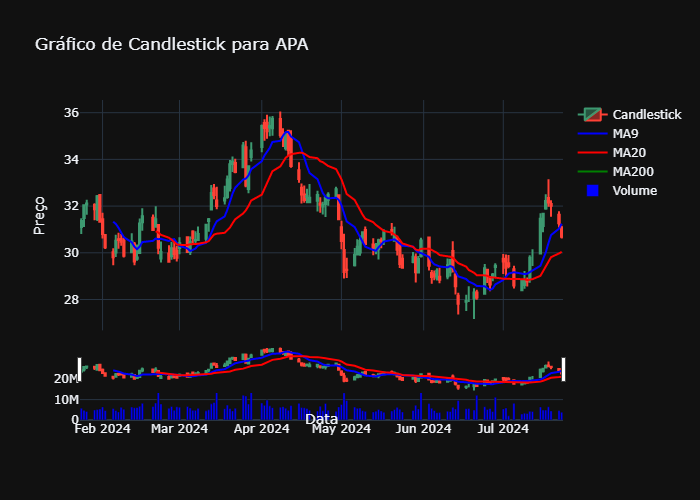 Gráfico de Candlestick para APA
36
34
32
30
28
Preço
Candlestick
MA9
MA20
MA200
Volume
20M
10M
0
Feb 2024
Mar 2024
Apr 2024
May 2024
Jun 2024
Jul 2024
Data